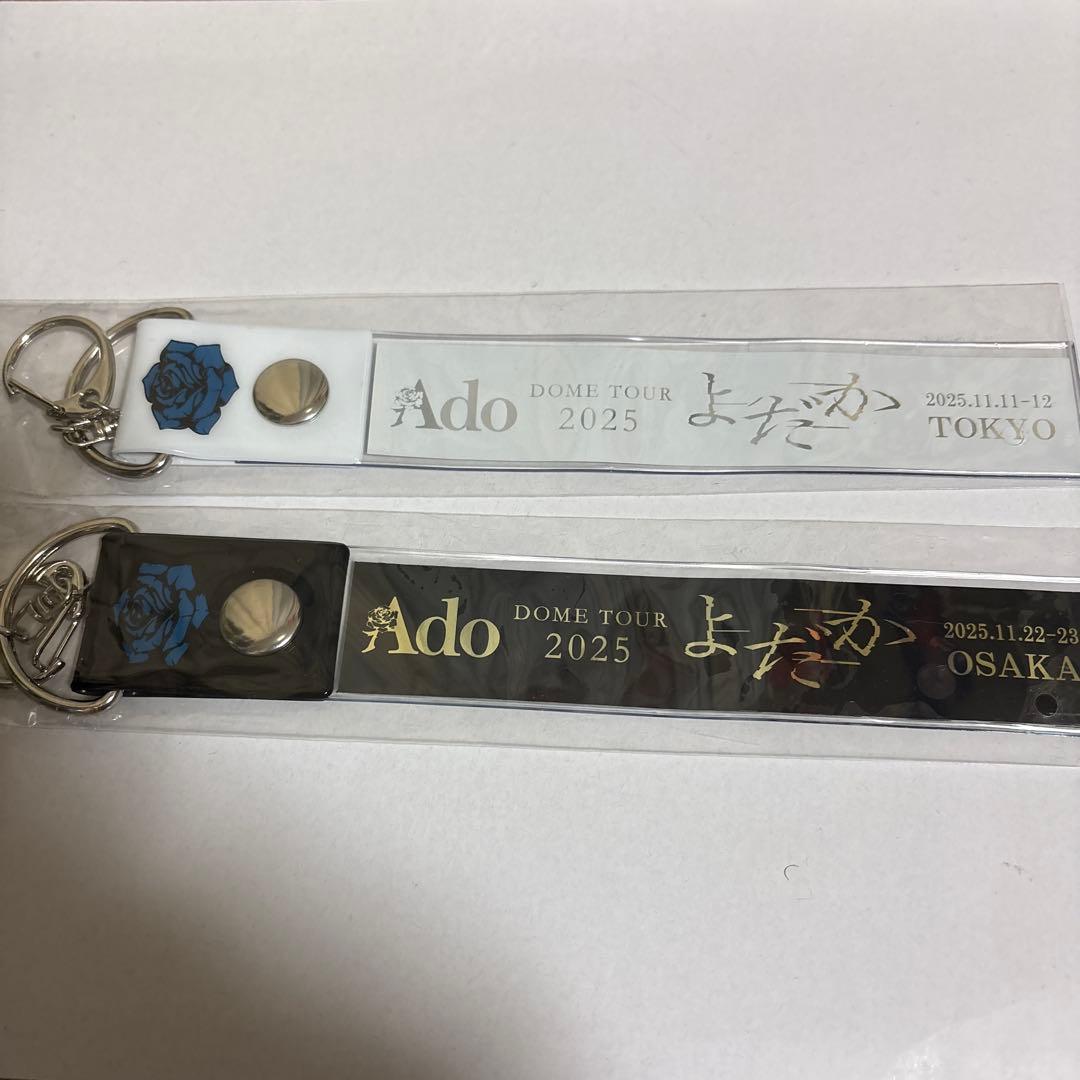 Ado DOME TOUR 2025 よだか 2025.11.11-12 TOKYO
Ado DOME TOUR 2025 よだか 2025.11.22-23 OSAKA